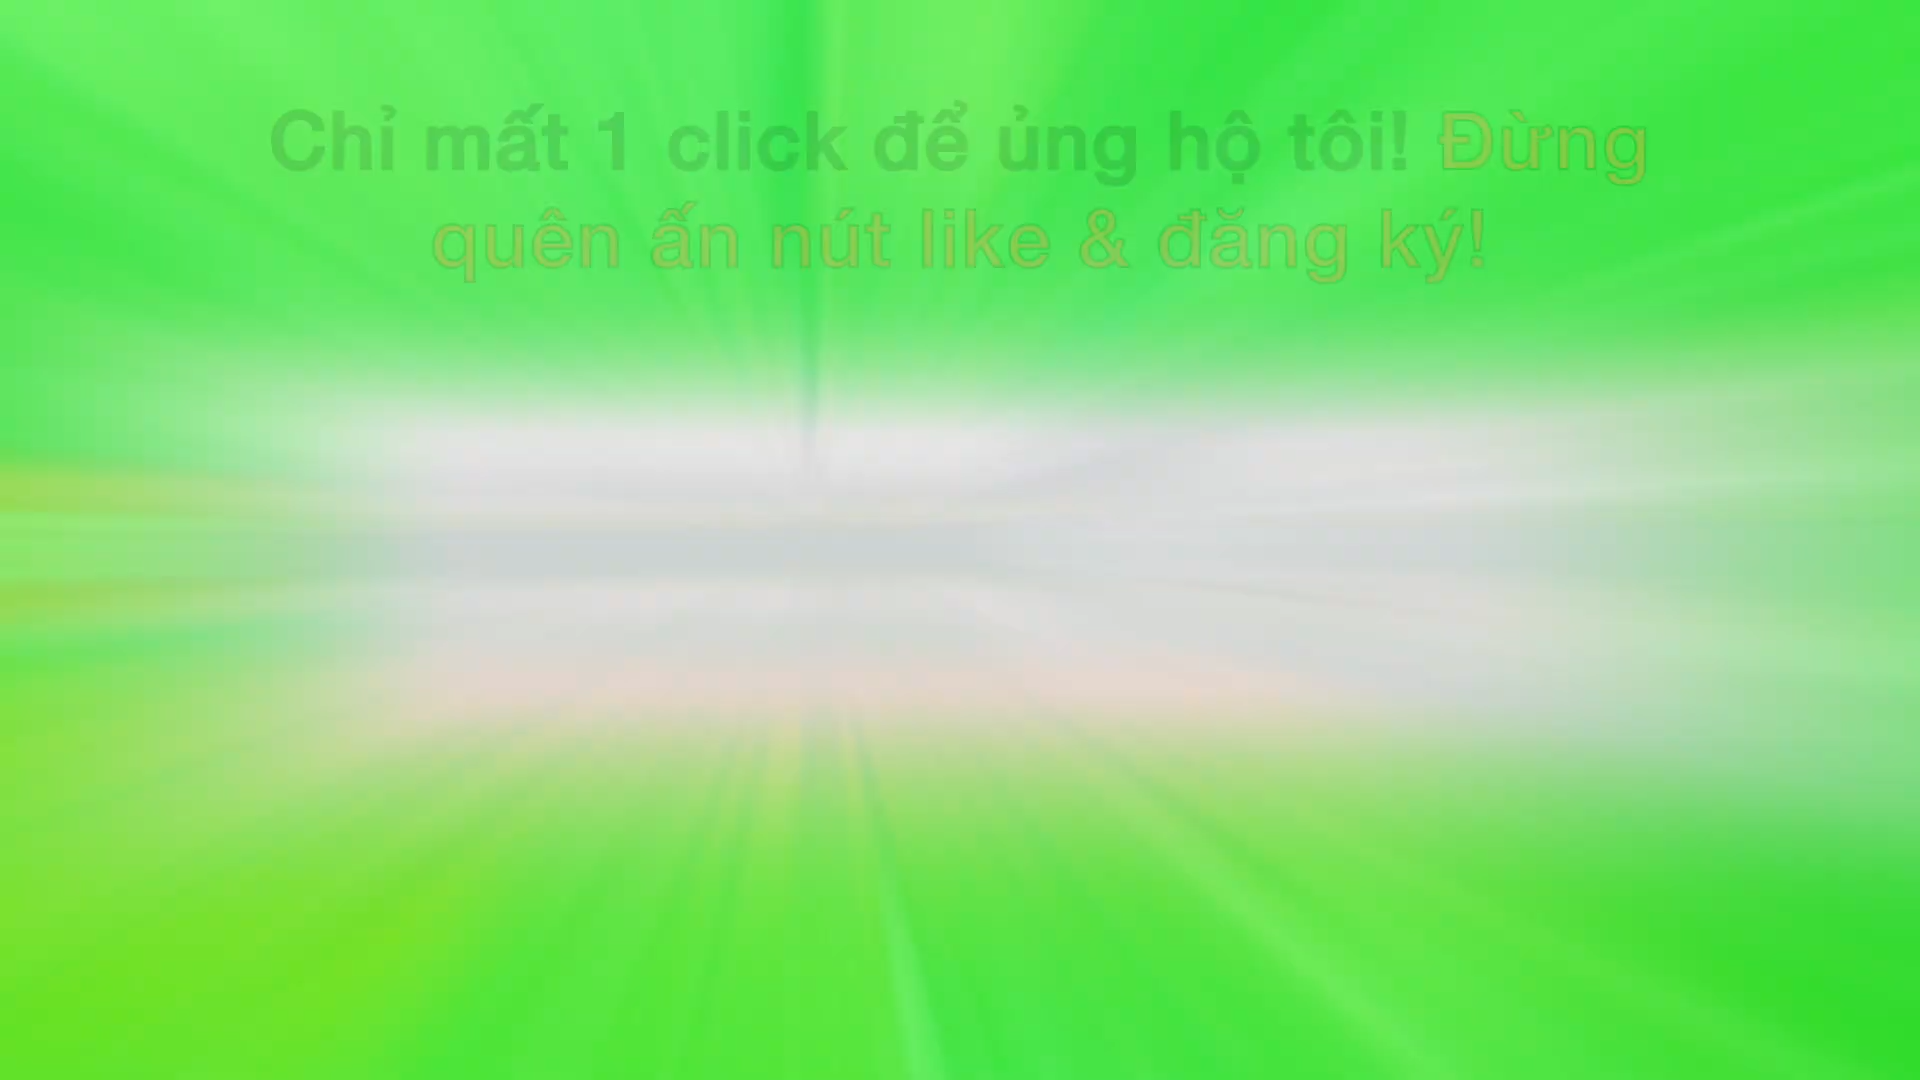 Chỉ mất 1 click để ủng hộ tôi! Đừng
quên ấn nút like & đăng ký!